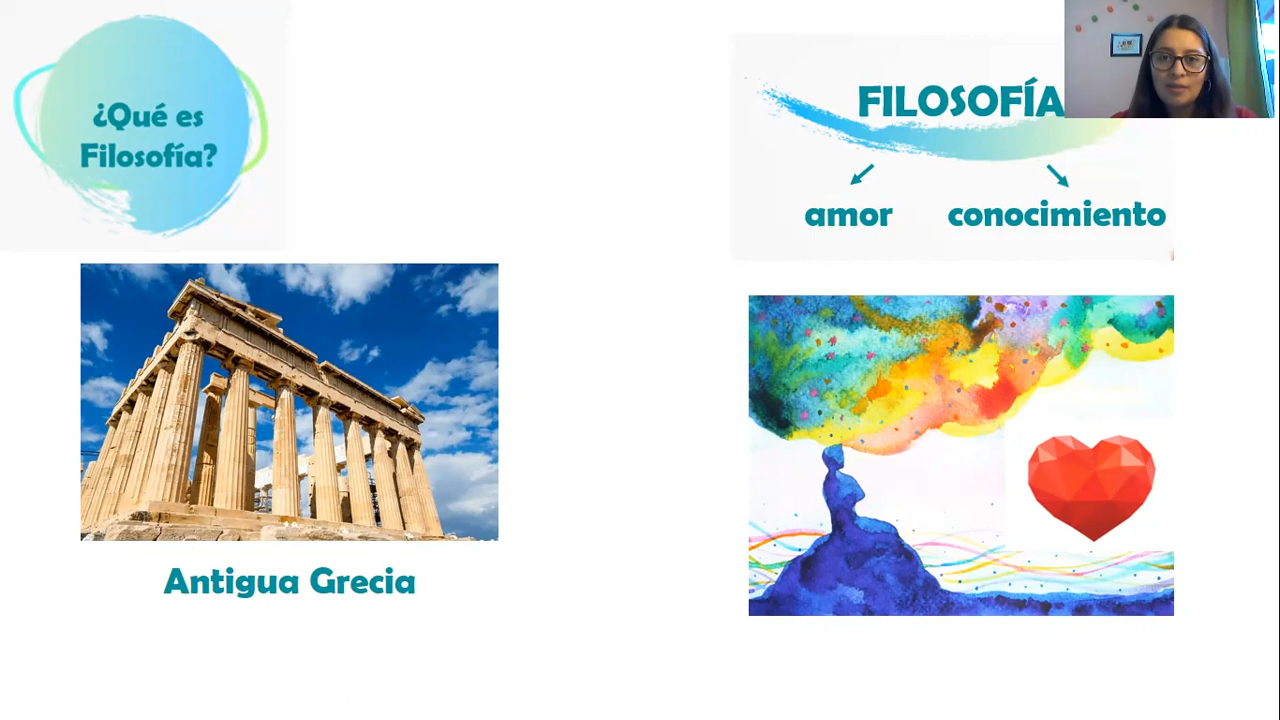 ¿Qué es
Filosofía?
FILOSOFÍA
amor
conocimiento
Antigua Grecia